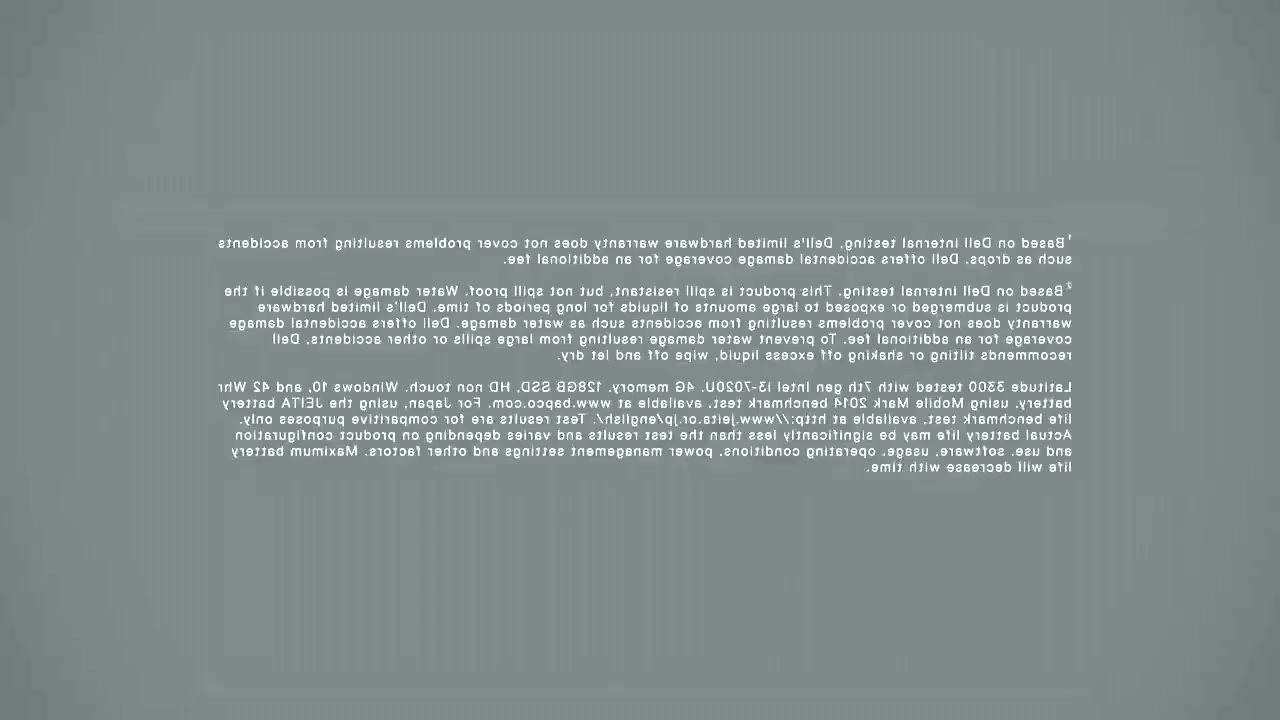 ¹Based on Dell internal testing. Dell's limited hardware warranty does not cover problems resulting from accidents
such as drops. Dell offers accidental damage coverage for an additional fee.
²Based on Dell internal testing. This product is spill resistant, but not spill proof. Water damage is possible if the
product is submerged or exposed to large amounts of liquids for long periods of time. Dell's limited hardware
warranty does not cover problems resulting from accidents such as water damage. Dell offers accidental damage
coverage for an additional fee. To prevent water damage resulting from large spills or other accidents, Dell
recommends tilting or shaking off excess liquid, wipe off and let dry.
Latitude 3300 tested with 7th gen Intel i3-7020U. 4G memory. 128GB SSD, HD non touch. Windows 10, and 42 Whr
battery, using Mobile Mark 2014 benchmark test, available at www.bapco.com. For Japan, using the JEITA battery
life benchmark test, available at http://www.jeita.or.jp/english/. Test results are for comparitive purposes only.
Actual battery life may be significantly less than the test results and varies depending on product configuration
and use, software, usage, operating conditions, power management settings and other factors. Maximum battery
life will decrease with time.